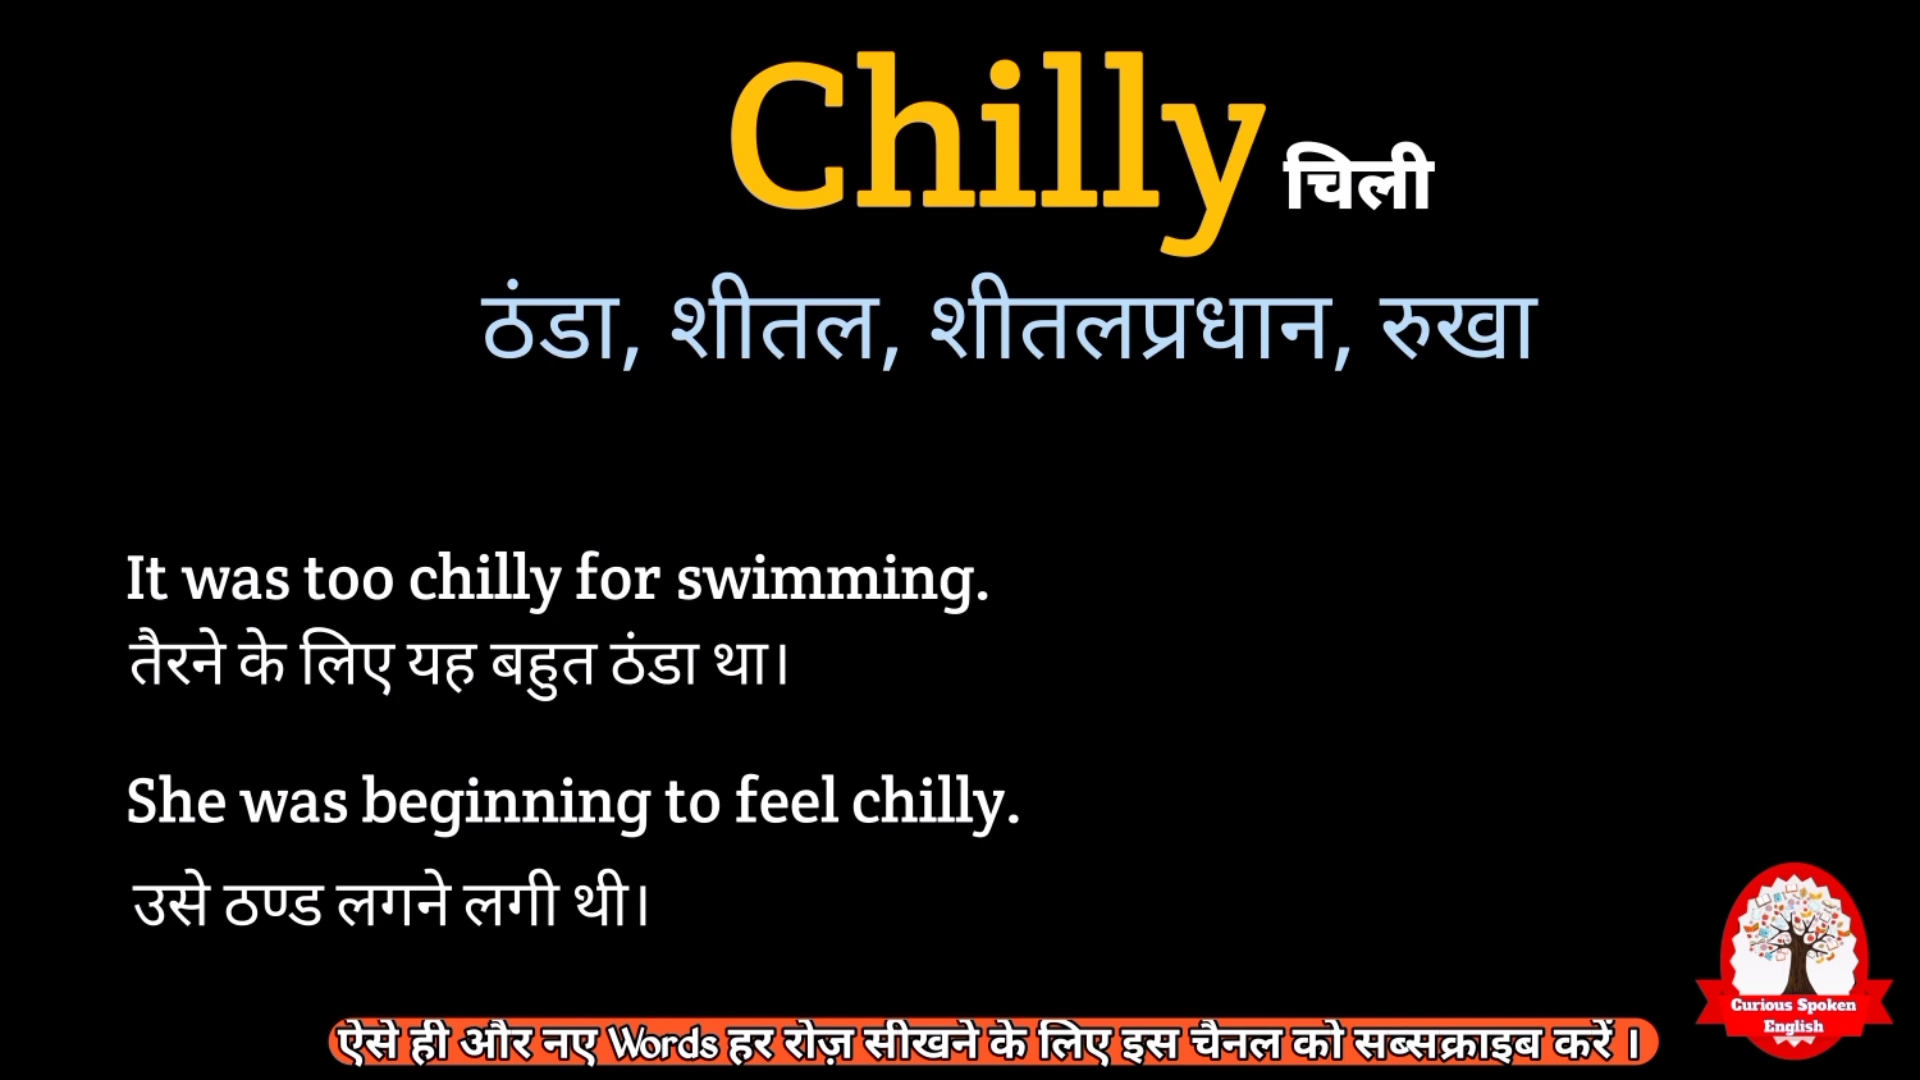 Chilly चिली
ठंडा, शीतल, शीतलप्रधान, रुखा
It was too chilly for swimming.
तैरने के लिए यह बहुत ठंडा था।
She was beginning to feel chilly.
उसे ठण्ड लगने लगी थी।
Curious Spoken
English
ऐसे ही और नए Words हर रोज़ सीखने के लिए इस चैनल को सब्सक्राइब करें ।